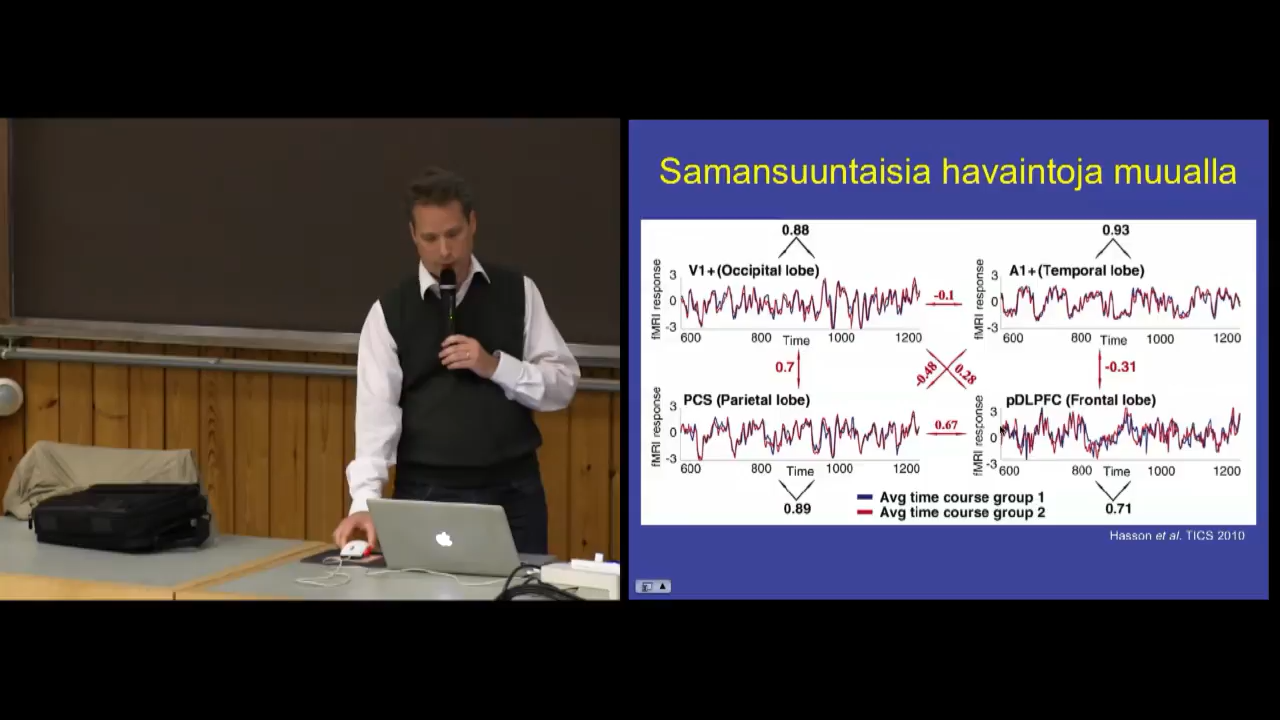 Samansuuntaisia havaintoja muualla
0.88
0.93
V1+(Occipital lobe)
A1+(Temporal lobe)
fMRI response
3
0
-3
600
800
Time
1000
1200
-0.1
fMRI response
3
0
-3
600
800
Time
1000
1200
0.7
-0.48
0.28
-0.31
PCS (Parietal lobe)
pDLPFC (Frontal lobe)
fMRI response
3
0
-3
600
800
Time
1000
1200
0.67
fMRI response
3
0
-3
600
800
Time
1000
1200
0.89
Avg time course group 1
Avg time course group 2
0.71
Hasson et al. TICS 2010